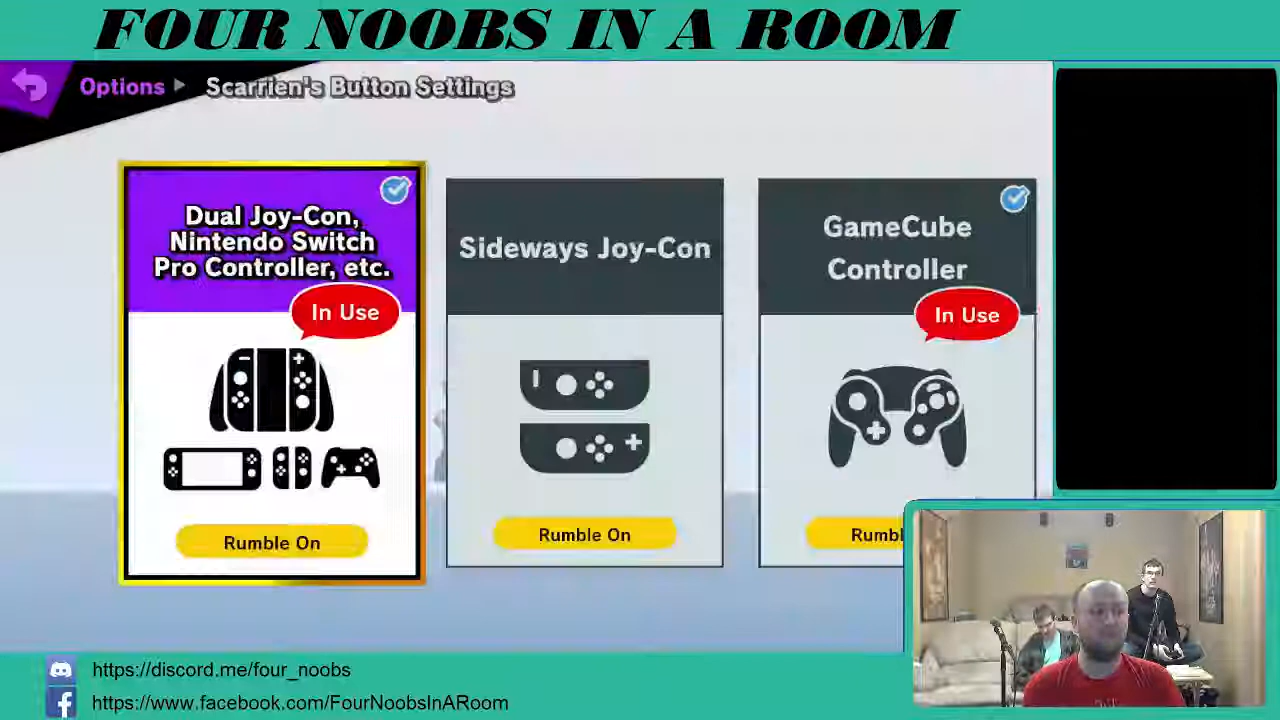 FOUR NOOBS IN A ROOM
Options
Scarrien's Button Settings
Dual Joy-Con,
Nintendo Switch
Pro Controller, etc.
In Use
Rumble On
Sideways Joy-Con
Rumble On
GameCube
Controller
In Use
Rumbl
https://discord.me/four_noobs
https://www.facebook.com/FourNoobsInARoom